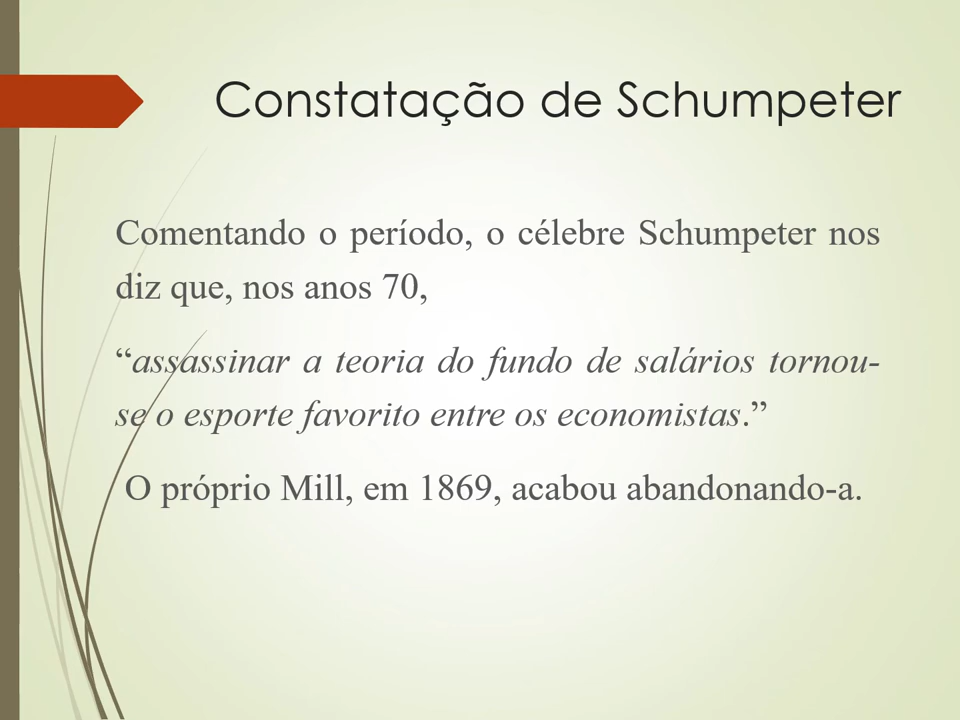 Constatação de Schumpeter
Comentando o período, o célebre Schumpeter nos
diz que, nos anos 70,
“assassinar a teoria do fundo de salários tornou-
se o esporte favorito entre os economistas.”
O próprio Mill, em 1869, acabou abandonando-a.